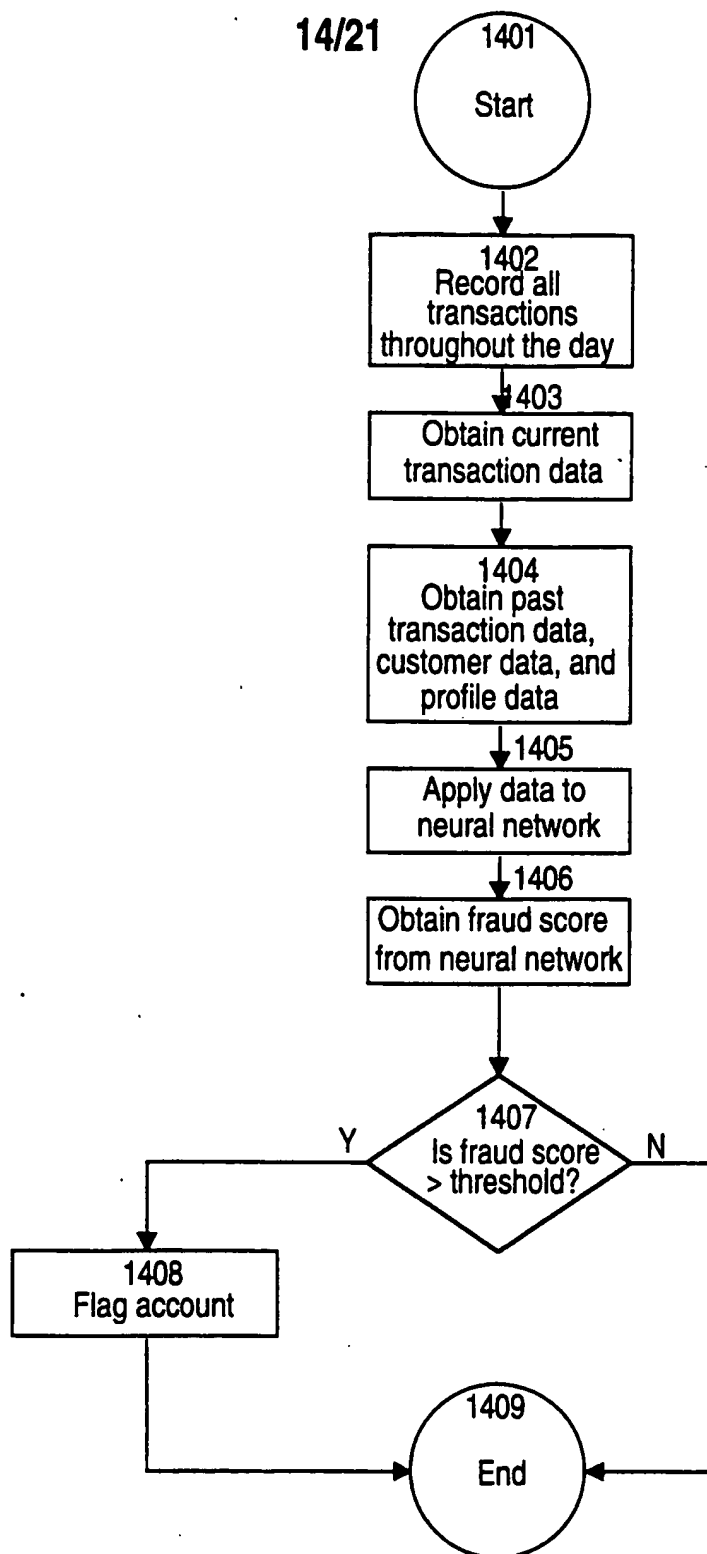 14/21
1401
Start
1402
Record all
transactions
throughout the day
1403
Obtain current
transaction data
1404
Obtain past
transaction data,
customer data, and
profile data
1405
Apply data to
neural network
1406
Obtain fraud score
from neural network
1407
Y
Is fraud score
N
> threshold?
1408
Flag account
1409
End